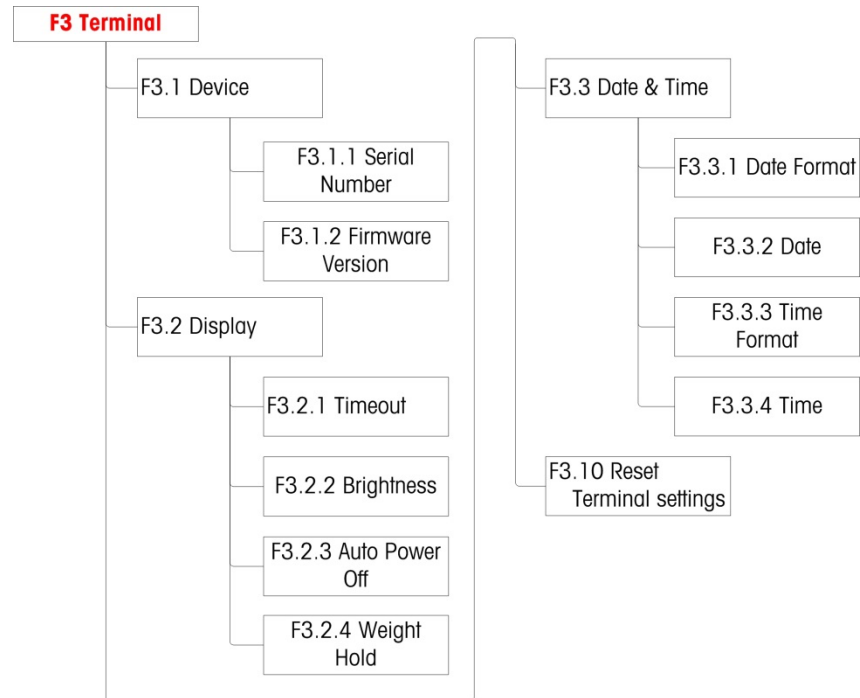 F3 Terminal
F3.1 Device
F3.1.1 Serial
Number
F3.1.2 Firmware
Version
F3.2 Display
F3.2.1 Timeout
F3.2.2 Brightness
F3.2.3 Auto Power
Off
F3.2.4 Weight
Hold
F3.3 Date & Time
F3.3.1 Date Format
F3.3.2 Date
F3.3.3 Time
Format
F3.3.4 Time
F3.10 Reset
Terminal settings